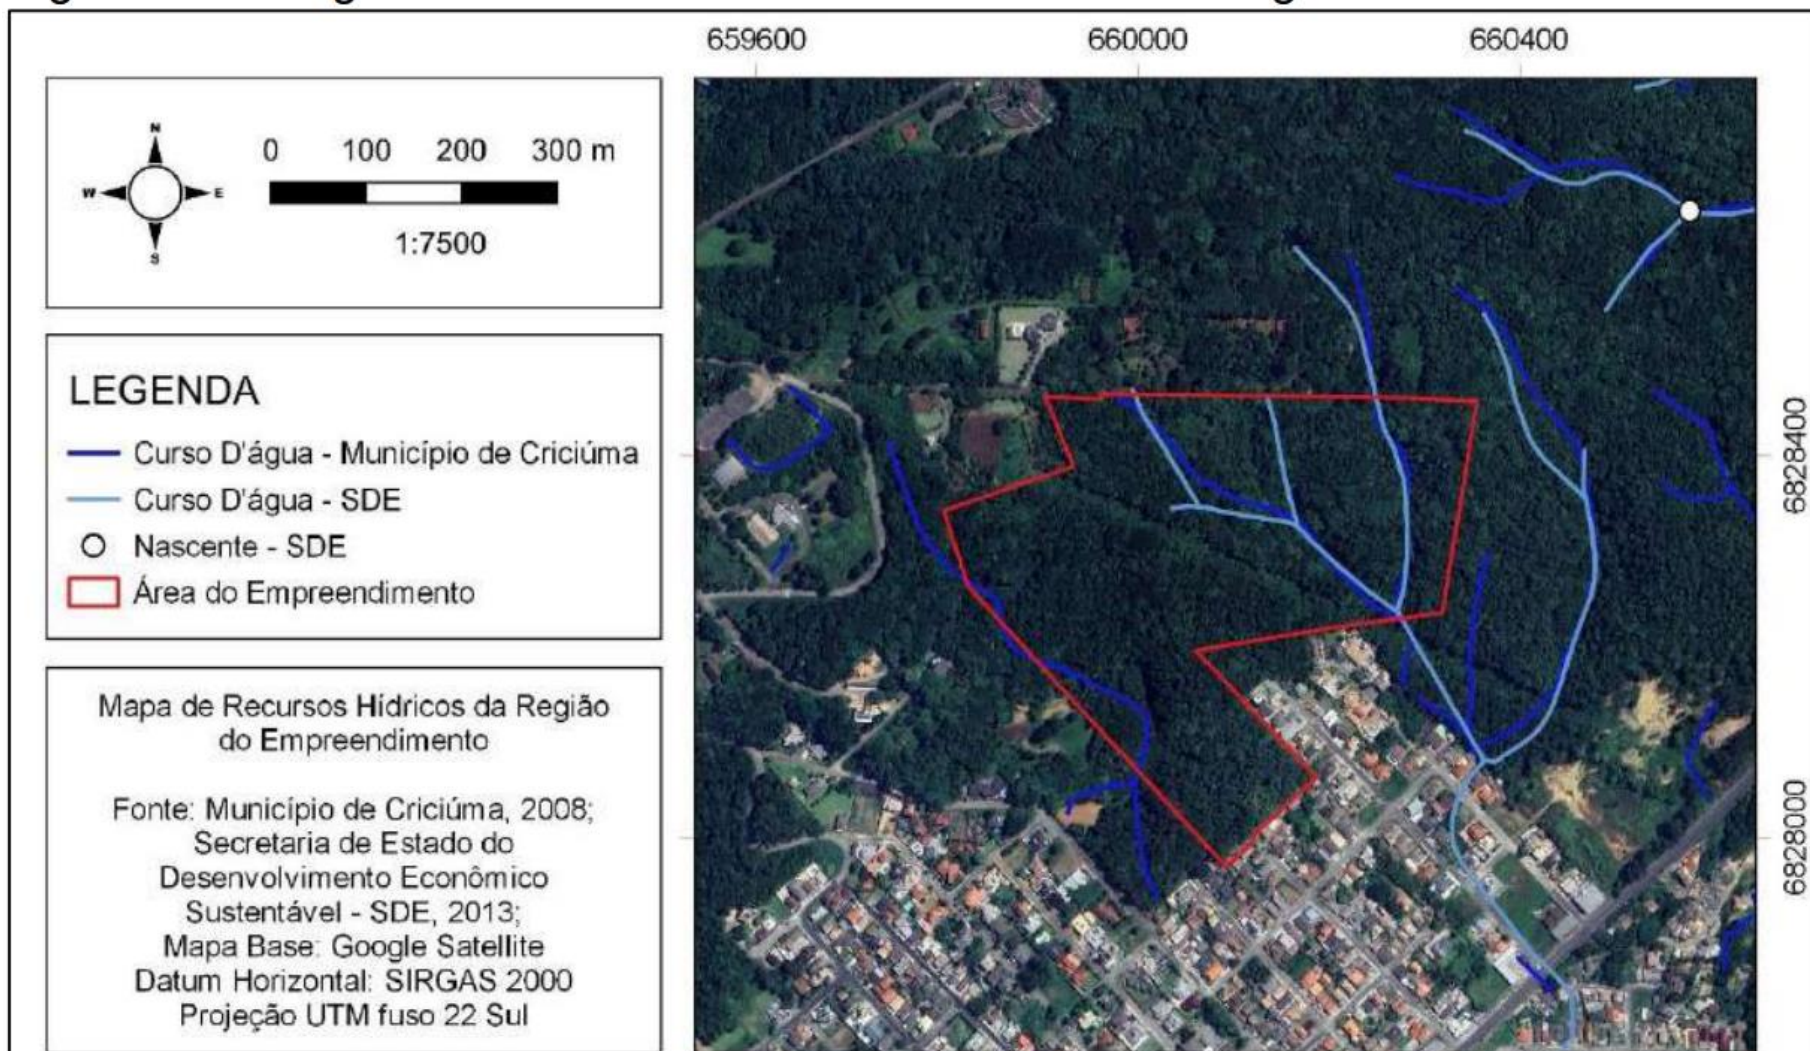 659600 660000 660400
N
W E
S
0 100 200 300 m
1:7500
LEGENDA
Curso D'água - Município de Criciúma
Curso D'água - SDE
Nascente - SDE
Área do Empreendimento
Mapa de Recursos Hídricos da Região
do Empreendimento
Fonte: Município de Criciúma, 2008;
Secretaria de Estado do
Desenvolvimento Econômico
Sustentável - SDE, 2013;
Mapa Base: Google Satellite
Datum Horizontal: SIRGAS 2000
Projeção UTM fuso 22 Sul
6828400
6828000